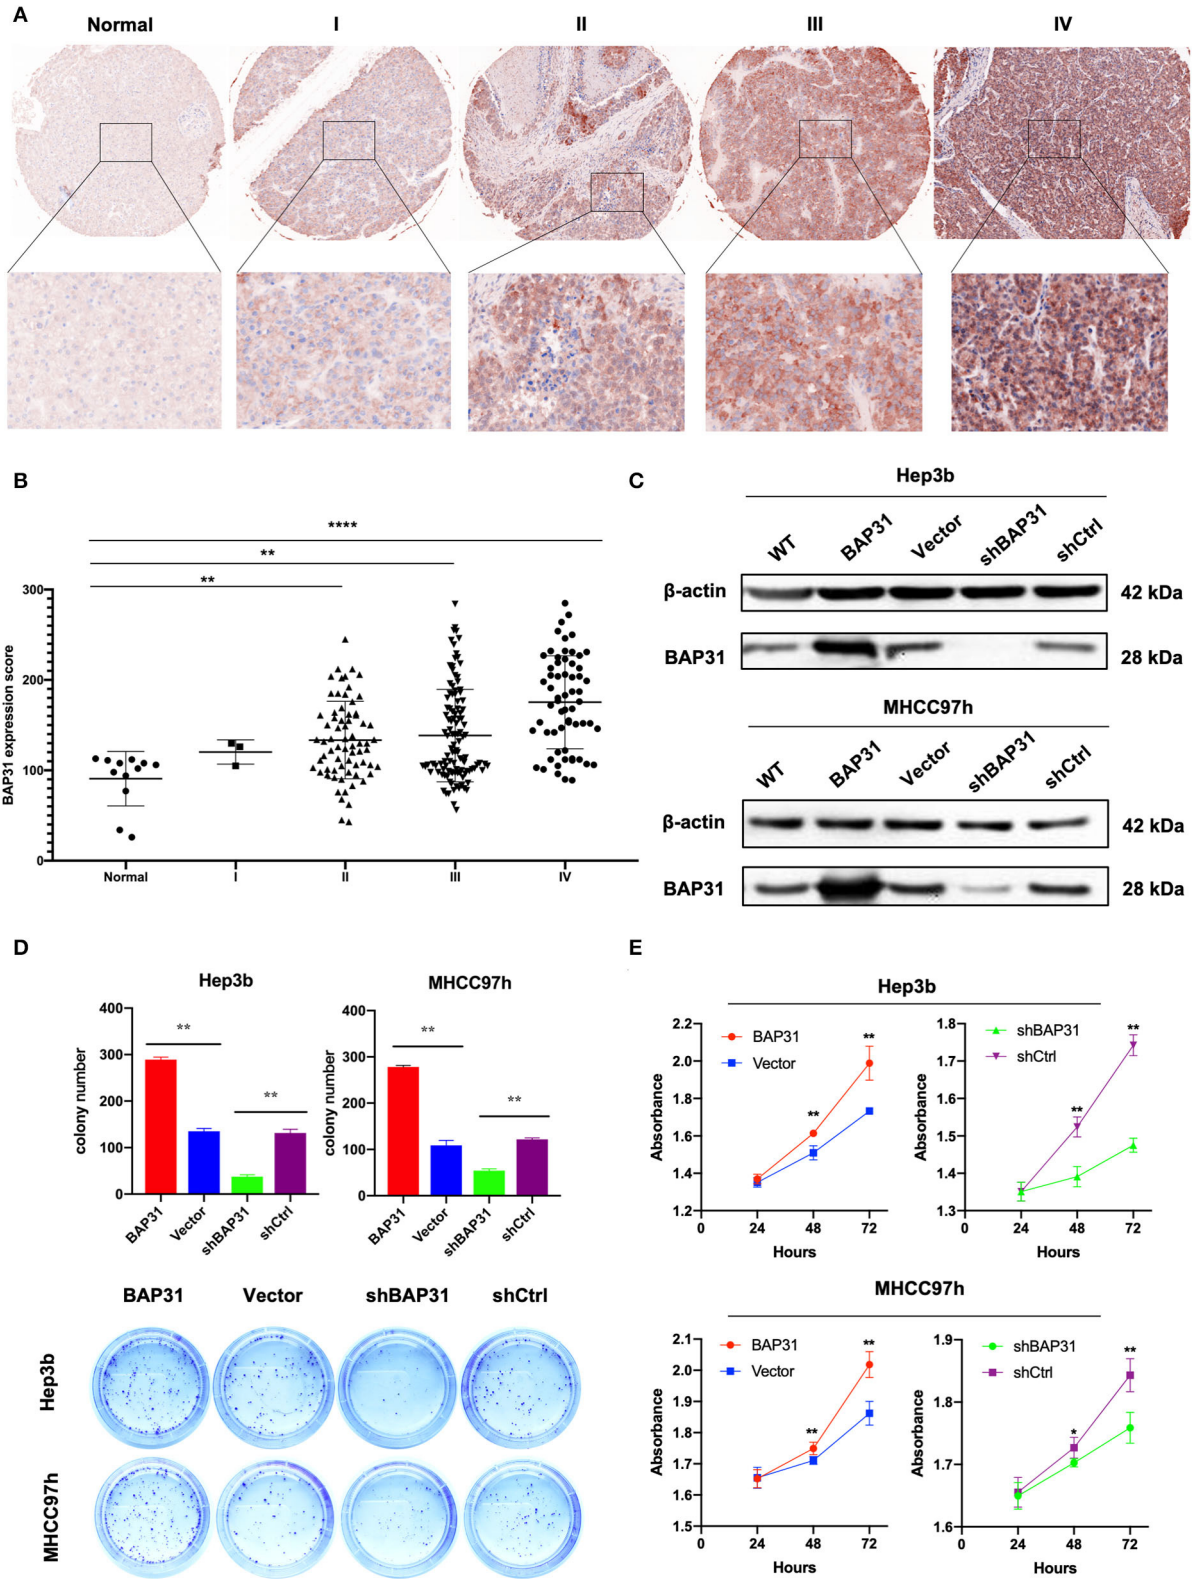 A
Normal I II III IV
B
****
**
**
BAP31 expression score
300
200
100
0
Normal I II III IV
C
Hep3b
WT BAP31 Vector shBAP31 shCtrl
β-actin 42 kDa
BAP31 28 kDa
MHCC97h
WT BAP31 Vector shBAP31 shCtrl
β-actin 42 kDa
BAP31 28 kDa
D
Hep3b
colony number
400
300
200
100
0
**
**
BAP31 Vector shBAP31 shCtrl
MHCC97h
colony number
400
300
200
100
0
**
**
BAP31 Vector shBAP31 shCtrl
BAP31 Vector shBAP31 shCtrl
Hep3b
MHCC97h
E
Hep3b
Absorbance
2.2
2.0
1.8
1.6
1.4
1.2
BAP31
Vector
**
**
0 24 48 72
Hours
Absorbance
1.8
1.7
1.6
1.5
1.4
1.3
shBAP31
shCtrl
**
**
0 24 48 72
Hours
MHCC97h
Absorbance
2.1
2.0
1.9
1.8
1.7
1.6
1.5
BAP31
Vector
**
**
0 24 48 72
Hours
Absorbance
1.9
1.8
1.7
1.6
shBAP31
shCtrl
**
*
0 24 48 72
Hours